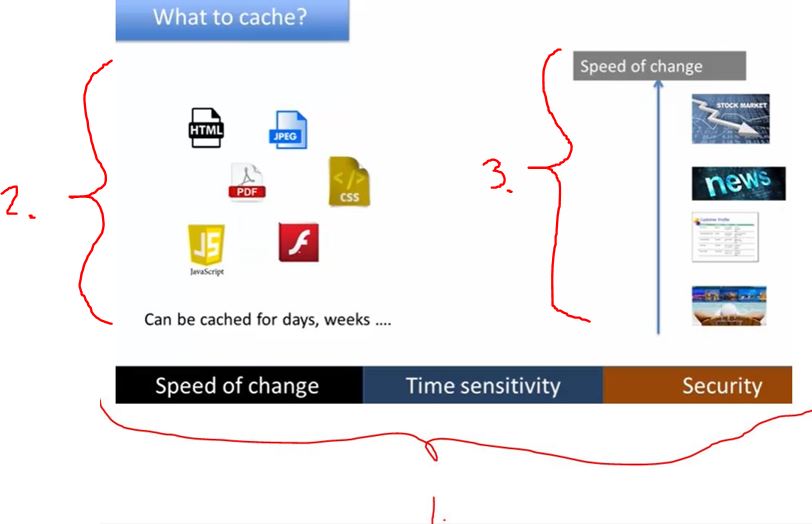 What to cache?
Speed of change
HTML
JPEG
STOCK MARKET
PDF
</>
CSS
news
2.
3.
Customer Profile
JS
JavaScript
Can be cached for days, weeks ....
Speed of change
Time sensitivity
Security
1.